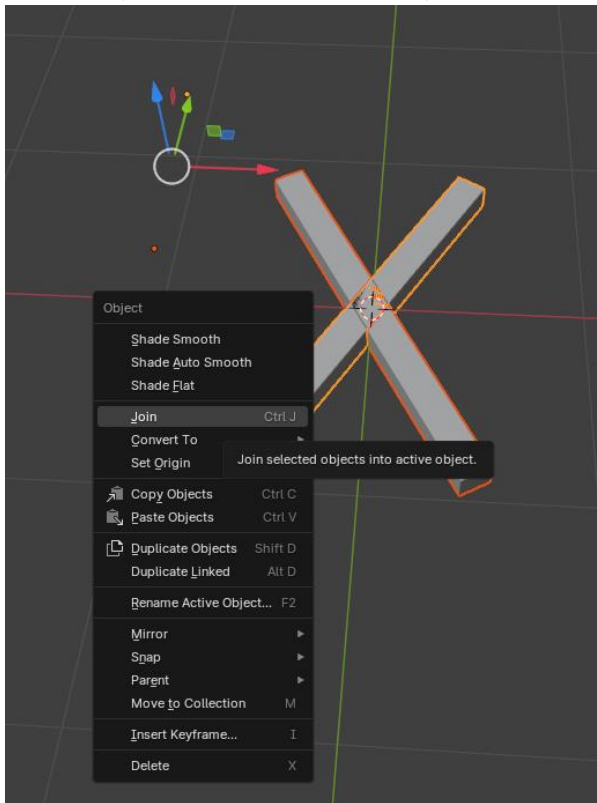 Object
Shade Smooth
Shade Auto Smooth
Shade Flat
Join Ctrl J
Convert To
Set Origin
Join selected objects into active object.
Copy Objects Ctrl C
Paste Objects Ctrl V
Duplicate Objects Shift D
Duplicate Linked Alt D
Rename Active Object... F2
Mirror
Snap
Parent
Move to Collection M
Insert Keyframe... I
Delete X